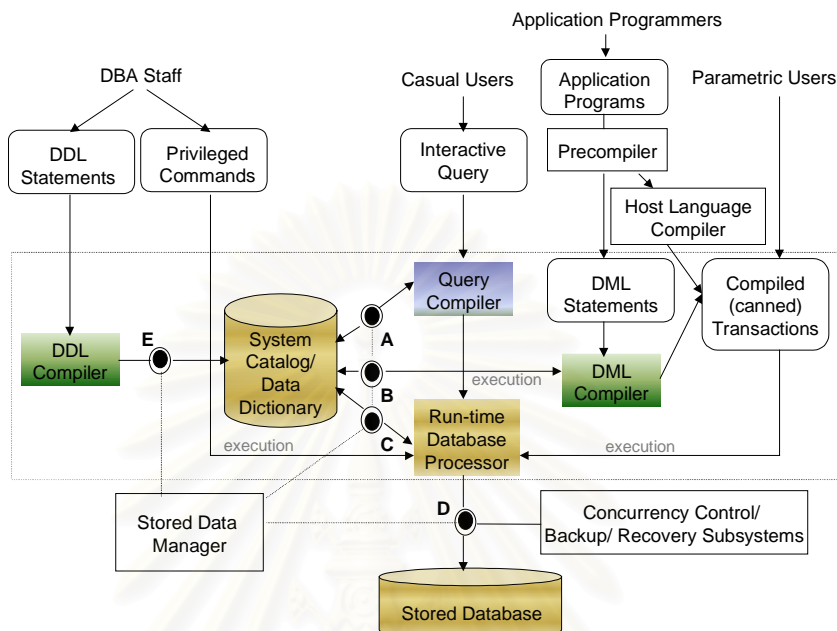 Application Programmers
DBA Staff
Casual Users
Parametric Users
Application
Programs
DDL
Statements
Privileged
Commands
Interactive
Query
Precompiler
Host Language
Compiler
Query
Compiler
DML
Statements
Compiled
(canned)
Transactions
DDL
Compiler
E
System
Catalog/
Data
Dictionary
A
B
C
execution
DML
Compiler
Run-time
Database
Processor
execution
execution
Stored Data
Manager
D
Concurrency Control/
Backup/ Recovery Subsystems
Stored Database